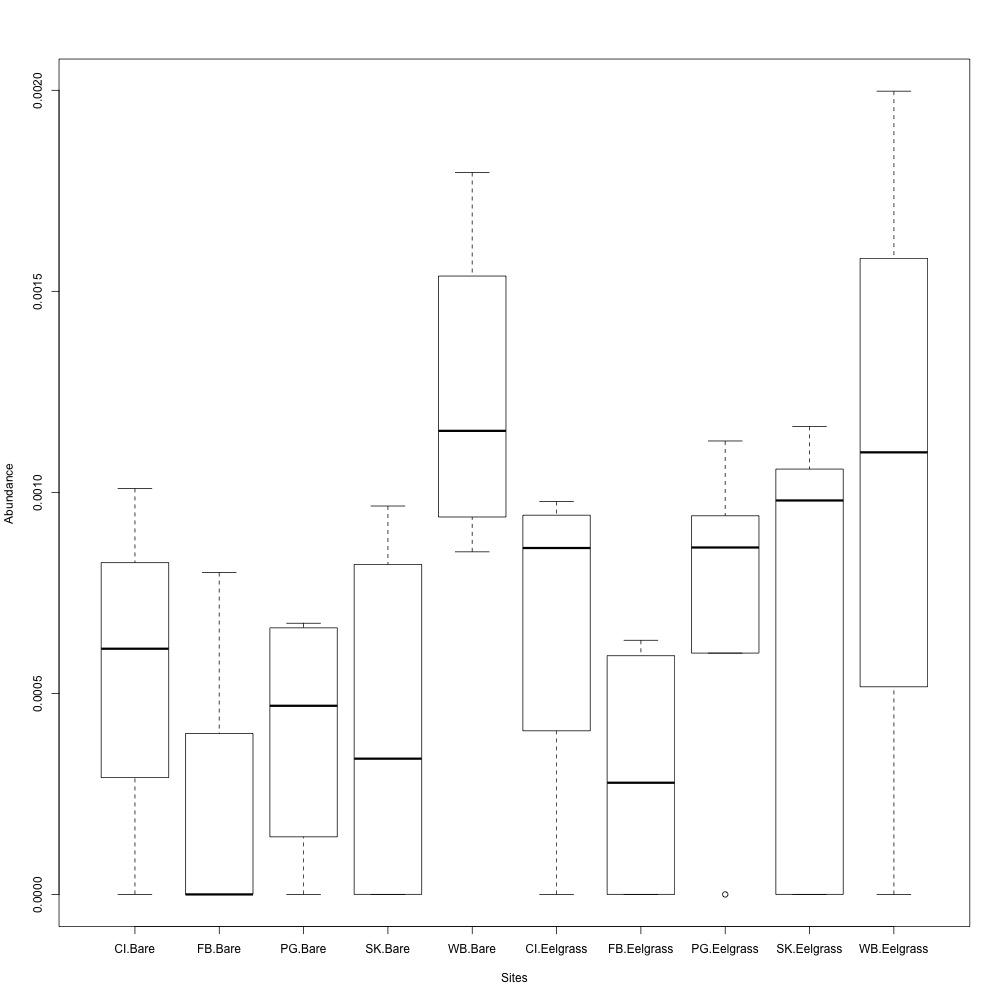 0.0020
0.0015
0.0010
0.0005
0.0000
Abundance
CI.Bare FB.Bare PG.Bare SK.Bare WB.Bare CI.Eelgrass FB.Eelgrass PG.Eelgrass SK.Eelgrass WB.Eelgrass
Sites